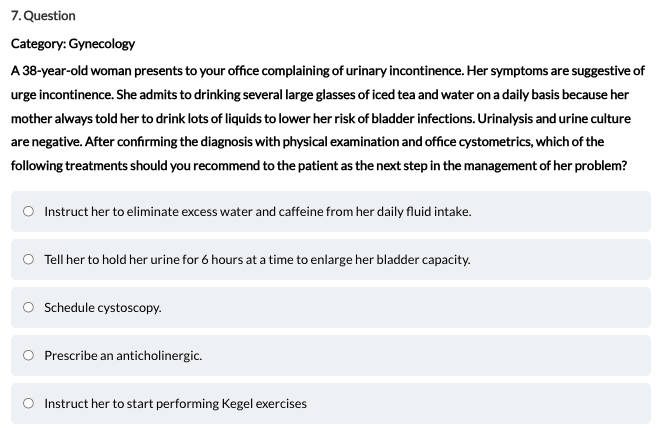 7. Question
Category: Gynecology
A 38-year-old woman presents to your office complaining of urinary incontinence. Her symptoms are suggestive of
urge incontinence. She admits to drinking several large glasses of iced tea and water on a daily basis because her
mother always told her to drink lots of liquids to lower her risk of bladder infections. Urinalysis and urine culture
are negative. After confirming the diagnosis with physical examination and office cystometrics, which of the
following treatments should you recommend to the patient as the next step in the management of her problem?
Instruct her to eliminate excess water and caffeine from her daily fluid intake.
Tell her to hold her urine for 6 hours at a time to enlarge her bladder capacity.
Schedule cystoscopy.
Prescribe an anticholinergic.
Instruct her to start performing Kegel exercises